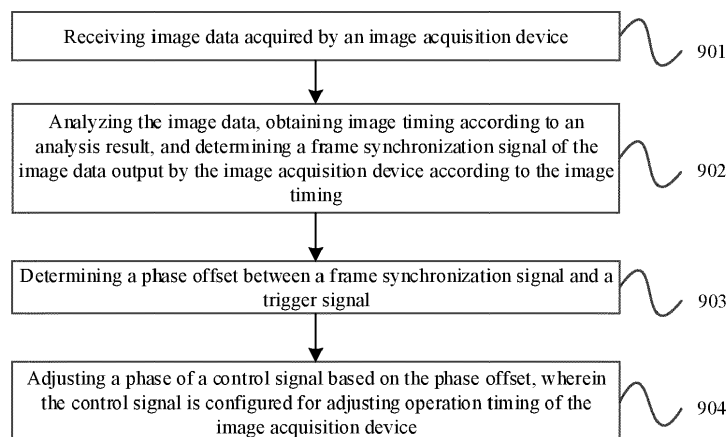 Receiving image data acquired by an image acquisition device
901
Analyzing the image data, obtaining image timing according to an
analysis result, and determining a frame synchronization signal of the
image data output by the image acquisition device according to the image
timing
902
Determining a phase offset between a frame synchronization signal and a
trigger signal
903
Adjusting a phase of a control signal based on the phase offset, wherein
the control signal is configured for adjusting operation timing of the
image acquisition device
904